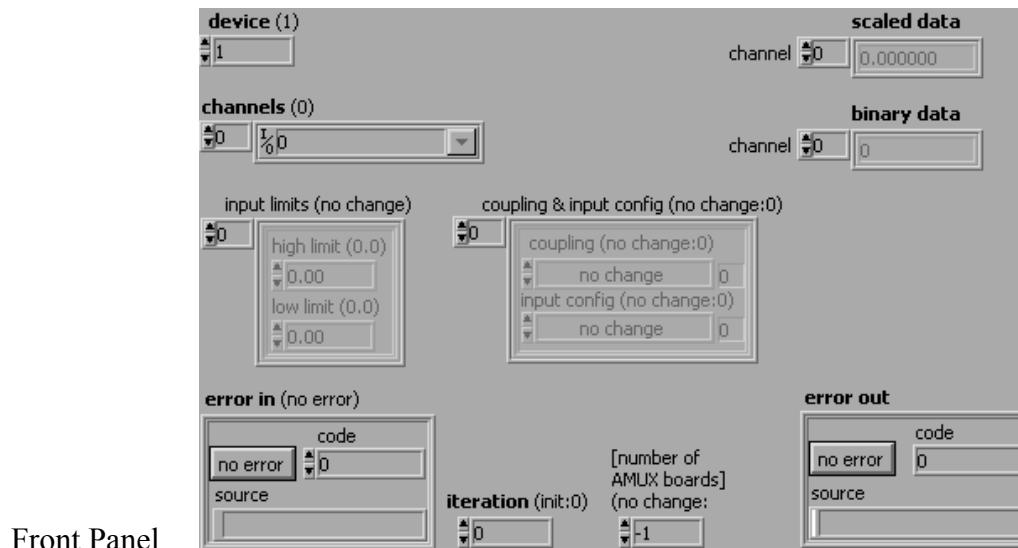 device (1)
1
scaled data
channel 0 0.000000
channels (0)
0 I/0 0
binary data
channel 0 0
input limits (no change)
0
high limit (0.0)
0.00
low limit (0.0)
0.00
coupling & input config (no change:0)
0
coupling (no change:0)
no change 0
input config (no change:0)
no change 0
error in (no error)
code
no error 0
source
iteration (init:0)
0
[number of
AMUX boards]
(no change:
-1
error out
code
no error 0
source
Front Panel